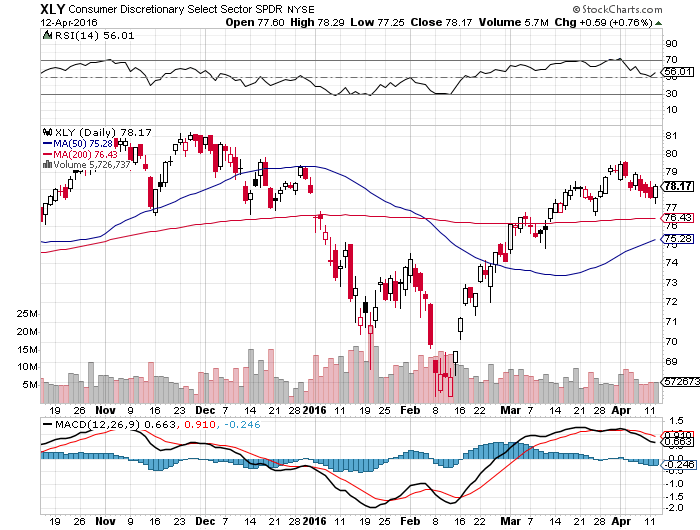 XLY Consumer Discretionary Select Sector SPDR NYSE
© StockCharts.com
12-Apr-2016
Open 77.60 High 78.29 Low 77.25 Close 78.17 Volume 5.7M Chg +0.59 (+0.76%)
RSI(14) 56.01
90
70
56.01
50
30
10
XLY (Daily) 78.17
MA(50) 75.28
MA(200) 76.43
Volume 5,726,737
81
80
79
78.17
77
76.43
76
75.28
74
73
72
71
70
69
572673
25M
20M
15M
10M
5M
19 26 Nov 9 16 23 Dec 7 14 21 28 2016 11 19 25 Feb 8 16 22 Mar 7 14 21 28 Apr 11
MACD(12,26,9) 0.663, 0.910, -0.246
1.5
0.910
0.663
0.0
-0.246
-0.5
-1.0
-1.5
-2.0
19 26 Nov 9 16 23 Dec 7 14 21 28 2016 11 19 25 Feb 8 16 22 Mar 7 14 21 28 Apr 11